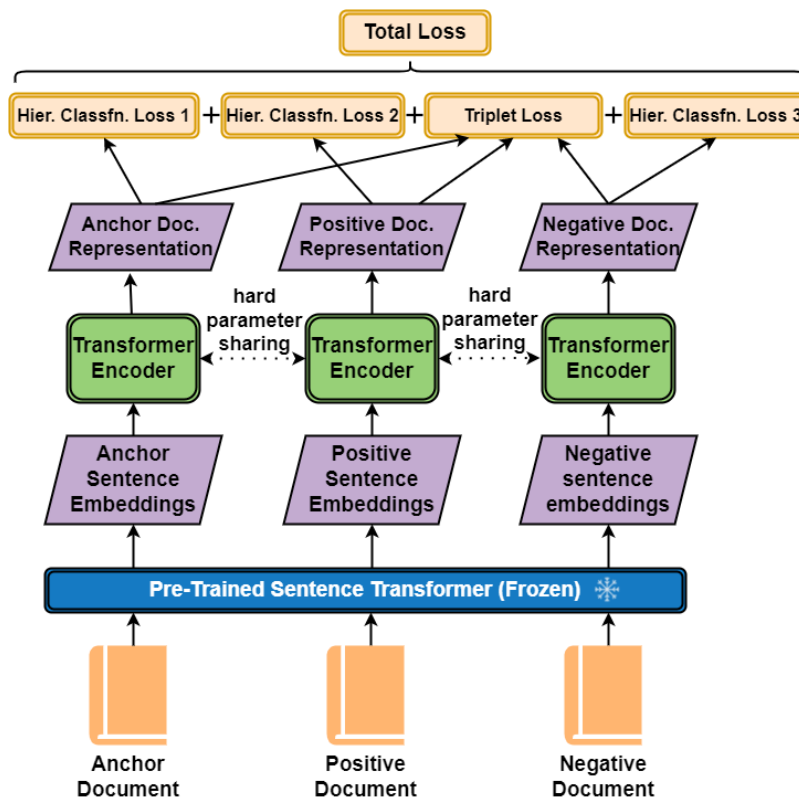 Total Loss
Hier. Classfn. Loss 1 + Hier. Classfn. Loss 2 + Triplet Loss + Hier. Classfn. Loss 3
Anchor Doc.
Representation
Positive Doc.
Representation
Negative Doc.
Representation
Transformer
Encoder
hard
parameter
sharing
Transformer
Encoder
hard
parameter
sharing
Transformer
Encoder
Anchor
Sentence
Embeddings
Positive
Sentence
Embeddings
Negative
sentence
embeddings
Pre-Trained Sentence Transformer (Frozen)
Anchor
Document
Positive
Document
Negative
Document